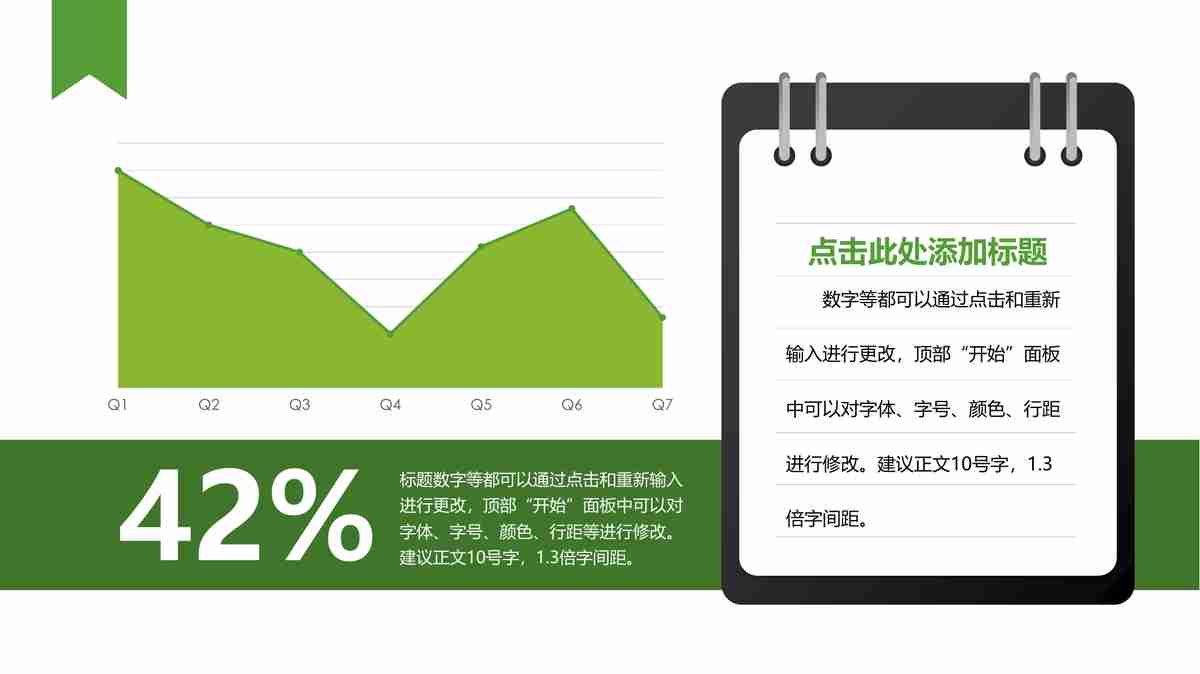 Q1 Q2 Q3 Q4 Q5 Q6 Q7
42%
标题数字等都可以通过点击和重新输入
进行更改，顶部“开始”面板中可以对
字体、字号、颜色、行距等进行修改。
建议正文10号字，1.3倍字间距。
点击此处添加标题
数字等都可以通过点击和重新
输入进行更改，顶部“开始”面板
中可以对字体、字号、颜色、行距
进行修改。建议正文10号字，1.3
倍字间距。